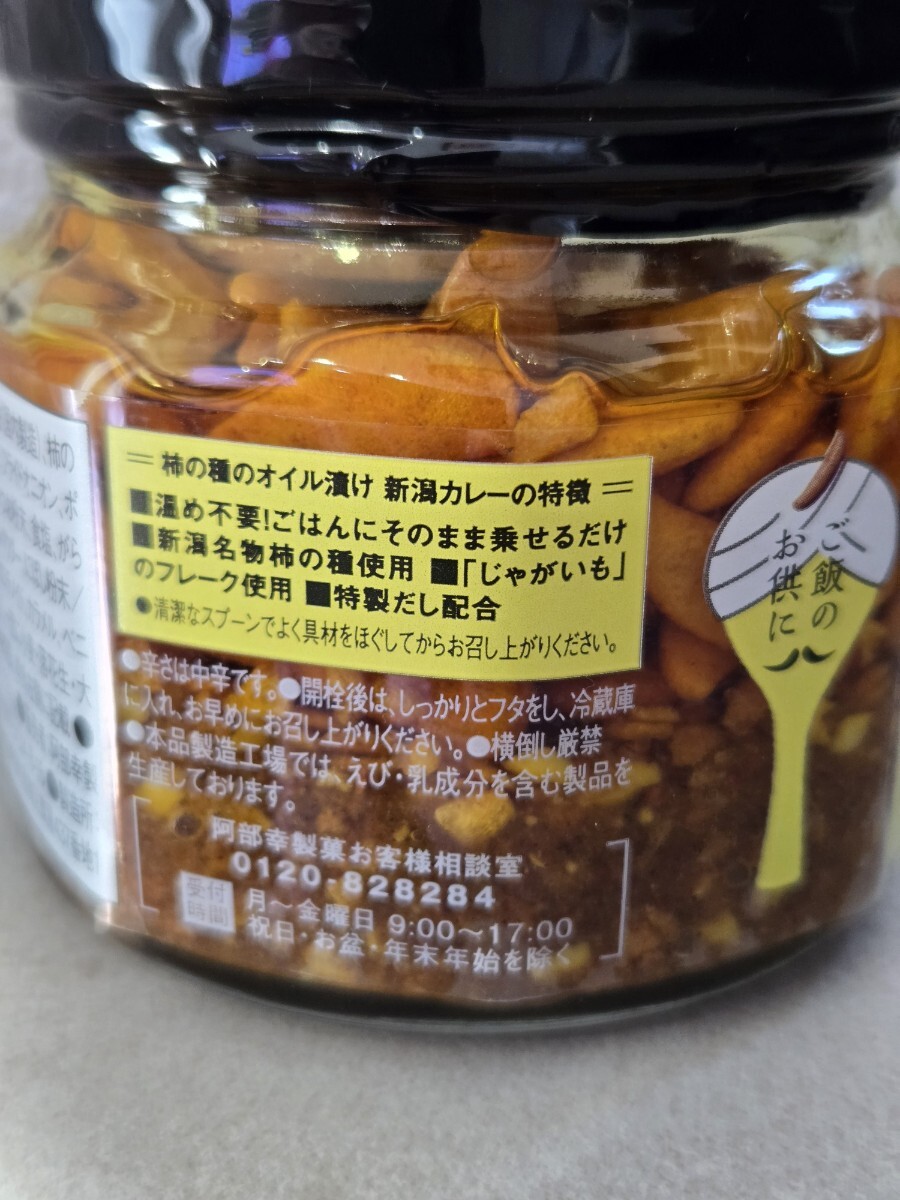 柿の種のオイル漬け 新潟カレーの特徴
■温め不要!ごはんにそのまま乗せるだけ
■新潟名物柿の種使用 ■「じゃがいも」
のフレーク使用 ■特製だし配合
●清潔なスプーンでよく具材をほぐしてからお召し上がりください。
●辛さは中辛です。●開栓後は、しっかりとフタをし、冷蔵庫
に入れ、お早めにお召し上がりください。●横倒し厳禁
●本品製造工場では、えび・乳成分を含む製品を
生産しております。
阿部幸製菓お客様相談室
0120-828284
受付
時間
月～金曜日 9:00～17:00
祝日・お盆・年末年始を除く
ご飯の
お供に